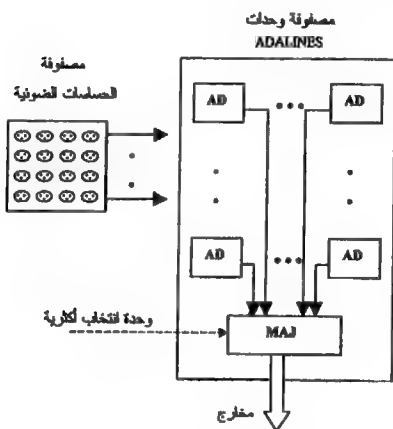 مصفوفة وحدات
ADALINES
مصفوفة
الحساسات الضوئية
AD
AD
AD
AD
وحدة انتخاب أكثرية
MAJ
مخارج